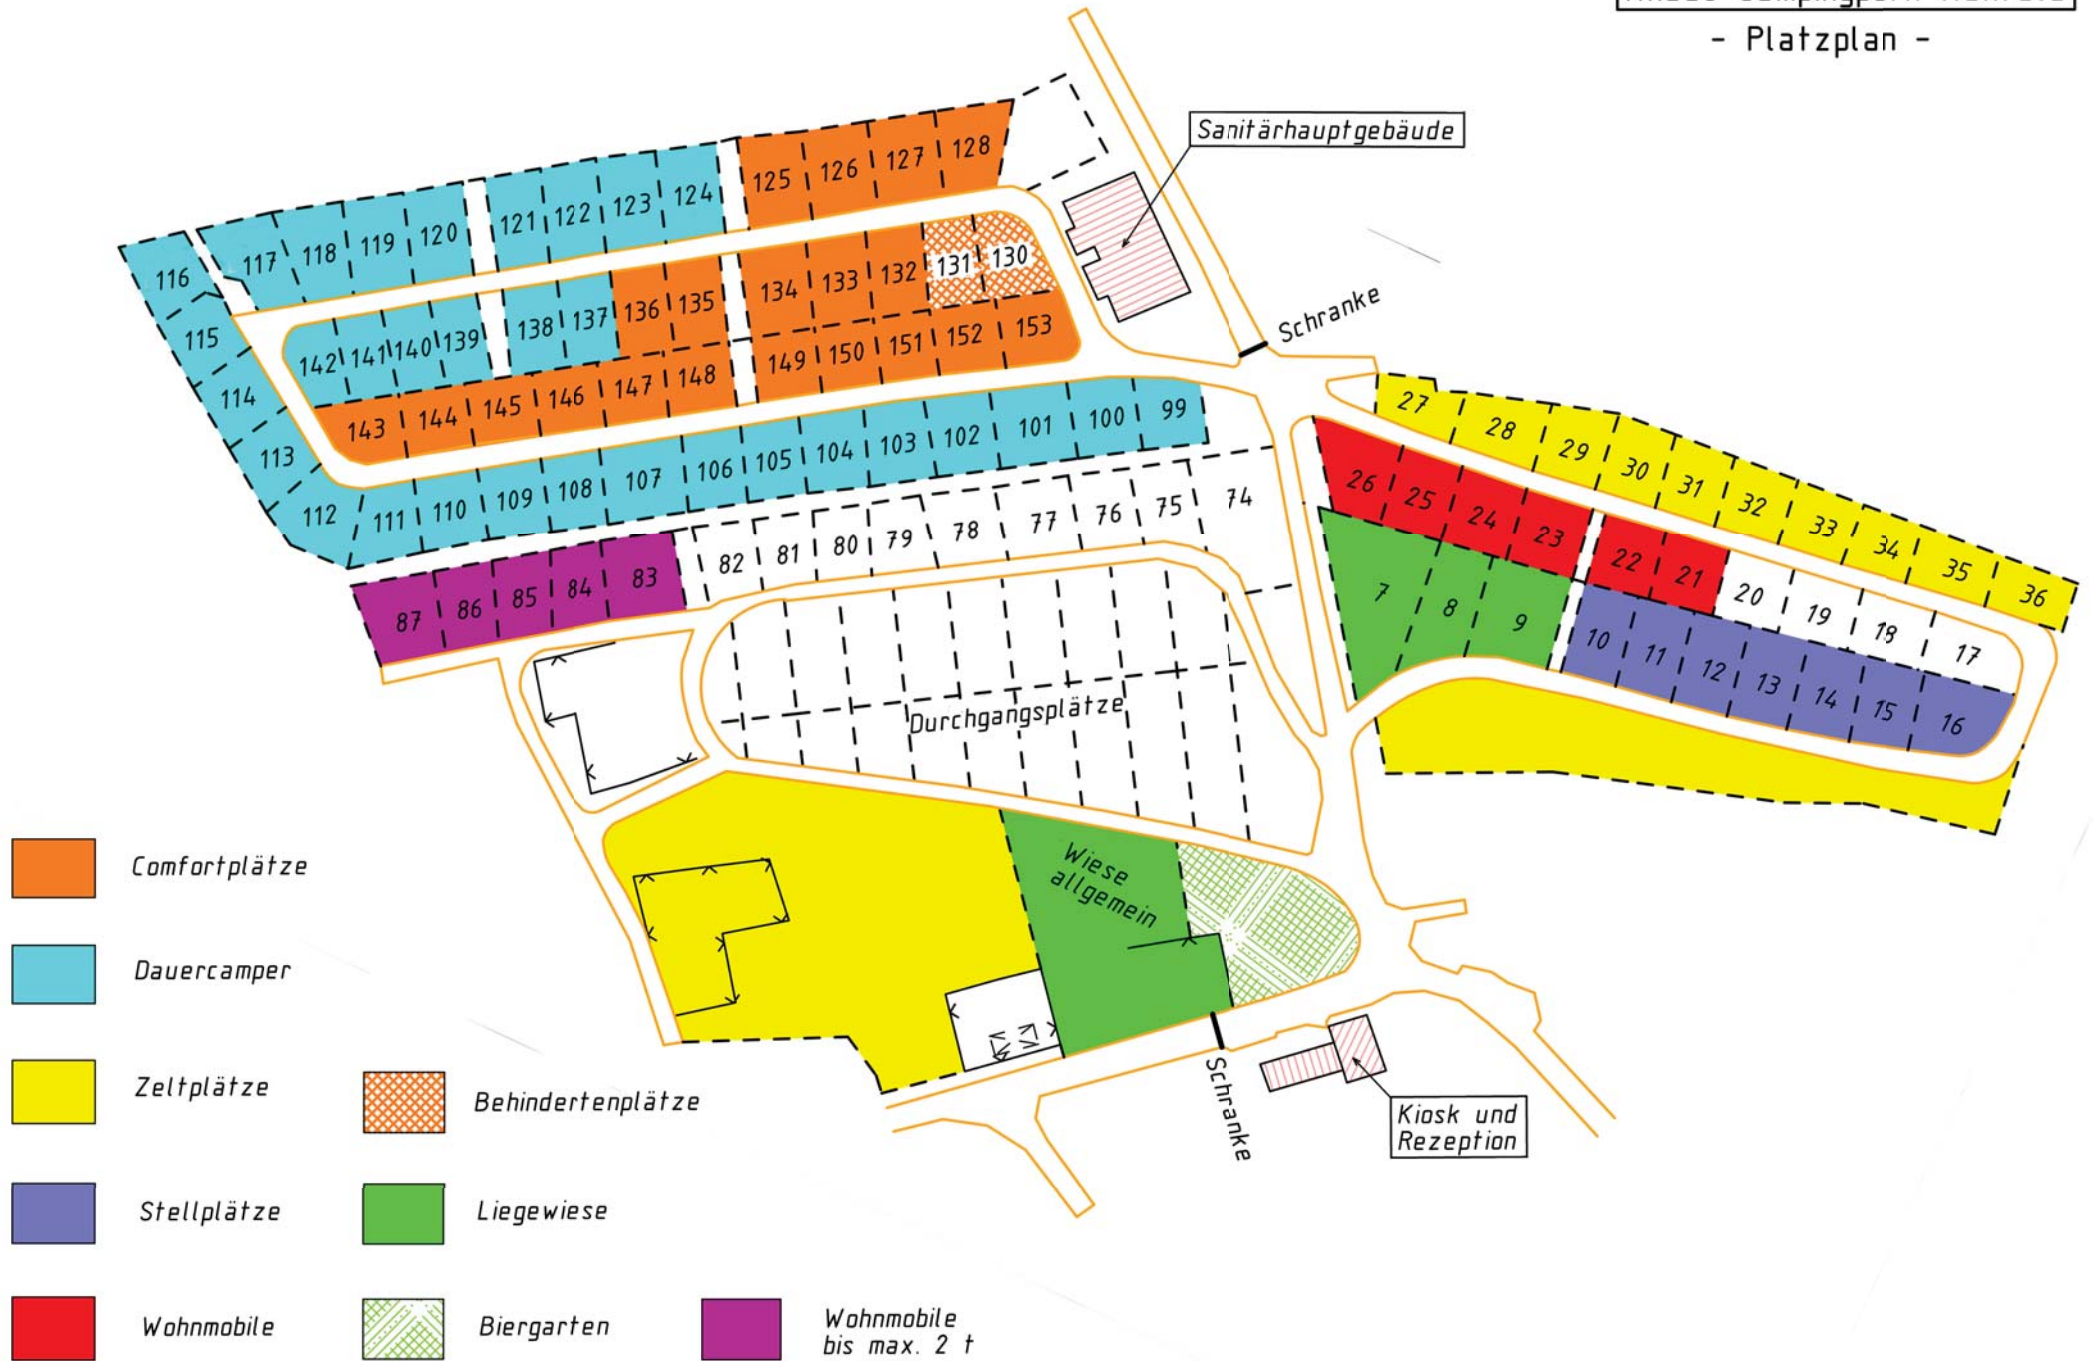 - Platzplan -
Sanitärhauptgebäude
Schranke
125 126 127 128
121 122 123 124
117 118 119 120
116
115
114
113
112
142 141 140 139
138 137 136 135
134 133 132 131 130
143 144 145 146 147 148
149 150 151 152 153
111 110 109 108 107 106 105 104 103 102 101 100 99
87 86 85 84 83
82 81 80 79 78 77 76 75 74
27 28 29 30 31 32 33 34 35 36
26 25 24 23 22 21 20 19 18 17
7 8 9 10 11 12 13 14 15 16
Durchgangsplätze
Wiese
allgemein
Schranke
Kiosk und
Rezeption
Comfortplätze
Dauercamper
Zeltplätze
Stellplätze
Wohnmobile
Behindertenplätze
Liegewiese
Biergarten
Wohnmobile
bis max. 2 t